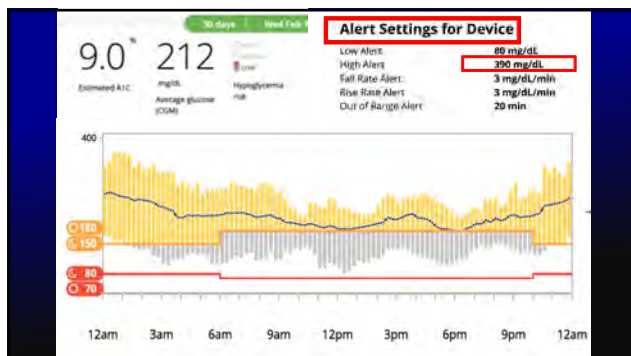 30 days Wed Feb
Alert Settings for Device
9.0 %
Estimated A1C
212
mg/dL
Average glucose
(CGM)
LOW
Hypoglycemia
risk
Low Alert 80 mg/dL
High Alert 390 mg/dL
Fall Rate Alert 3 mg/dL/min
Rise Rate Alert 3 mg/dL/min
Out of Range Alert 20 min
400
180
150
80
70
12am 3am 6am 9am 12pm 3pm 6pm 9pm 12am